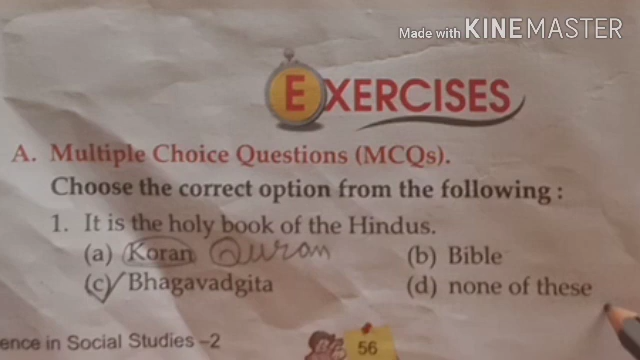 Made with KINEMASTER
EXERCISES
A. Multiple Choice Questions (MCQs).
Choose the correct option from the following :
1. It is the holy book of the Hindus.
(a) Koran Quran (b) Bible
(c) Bhagavadgita (d) none of these
ence in Social Studies –2
56